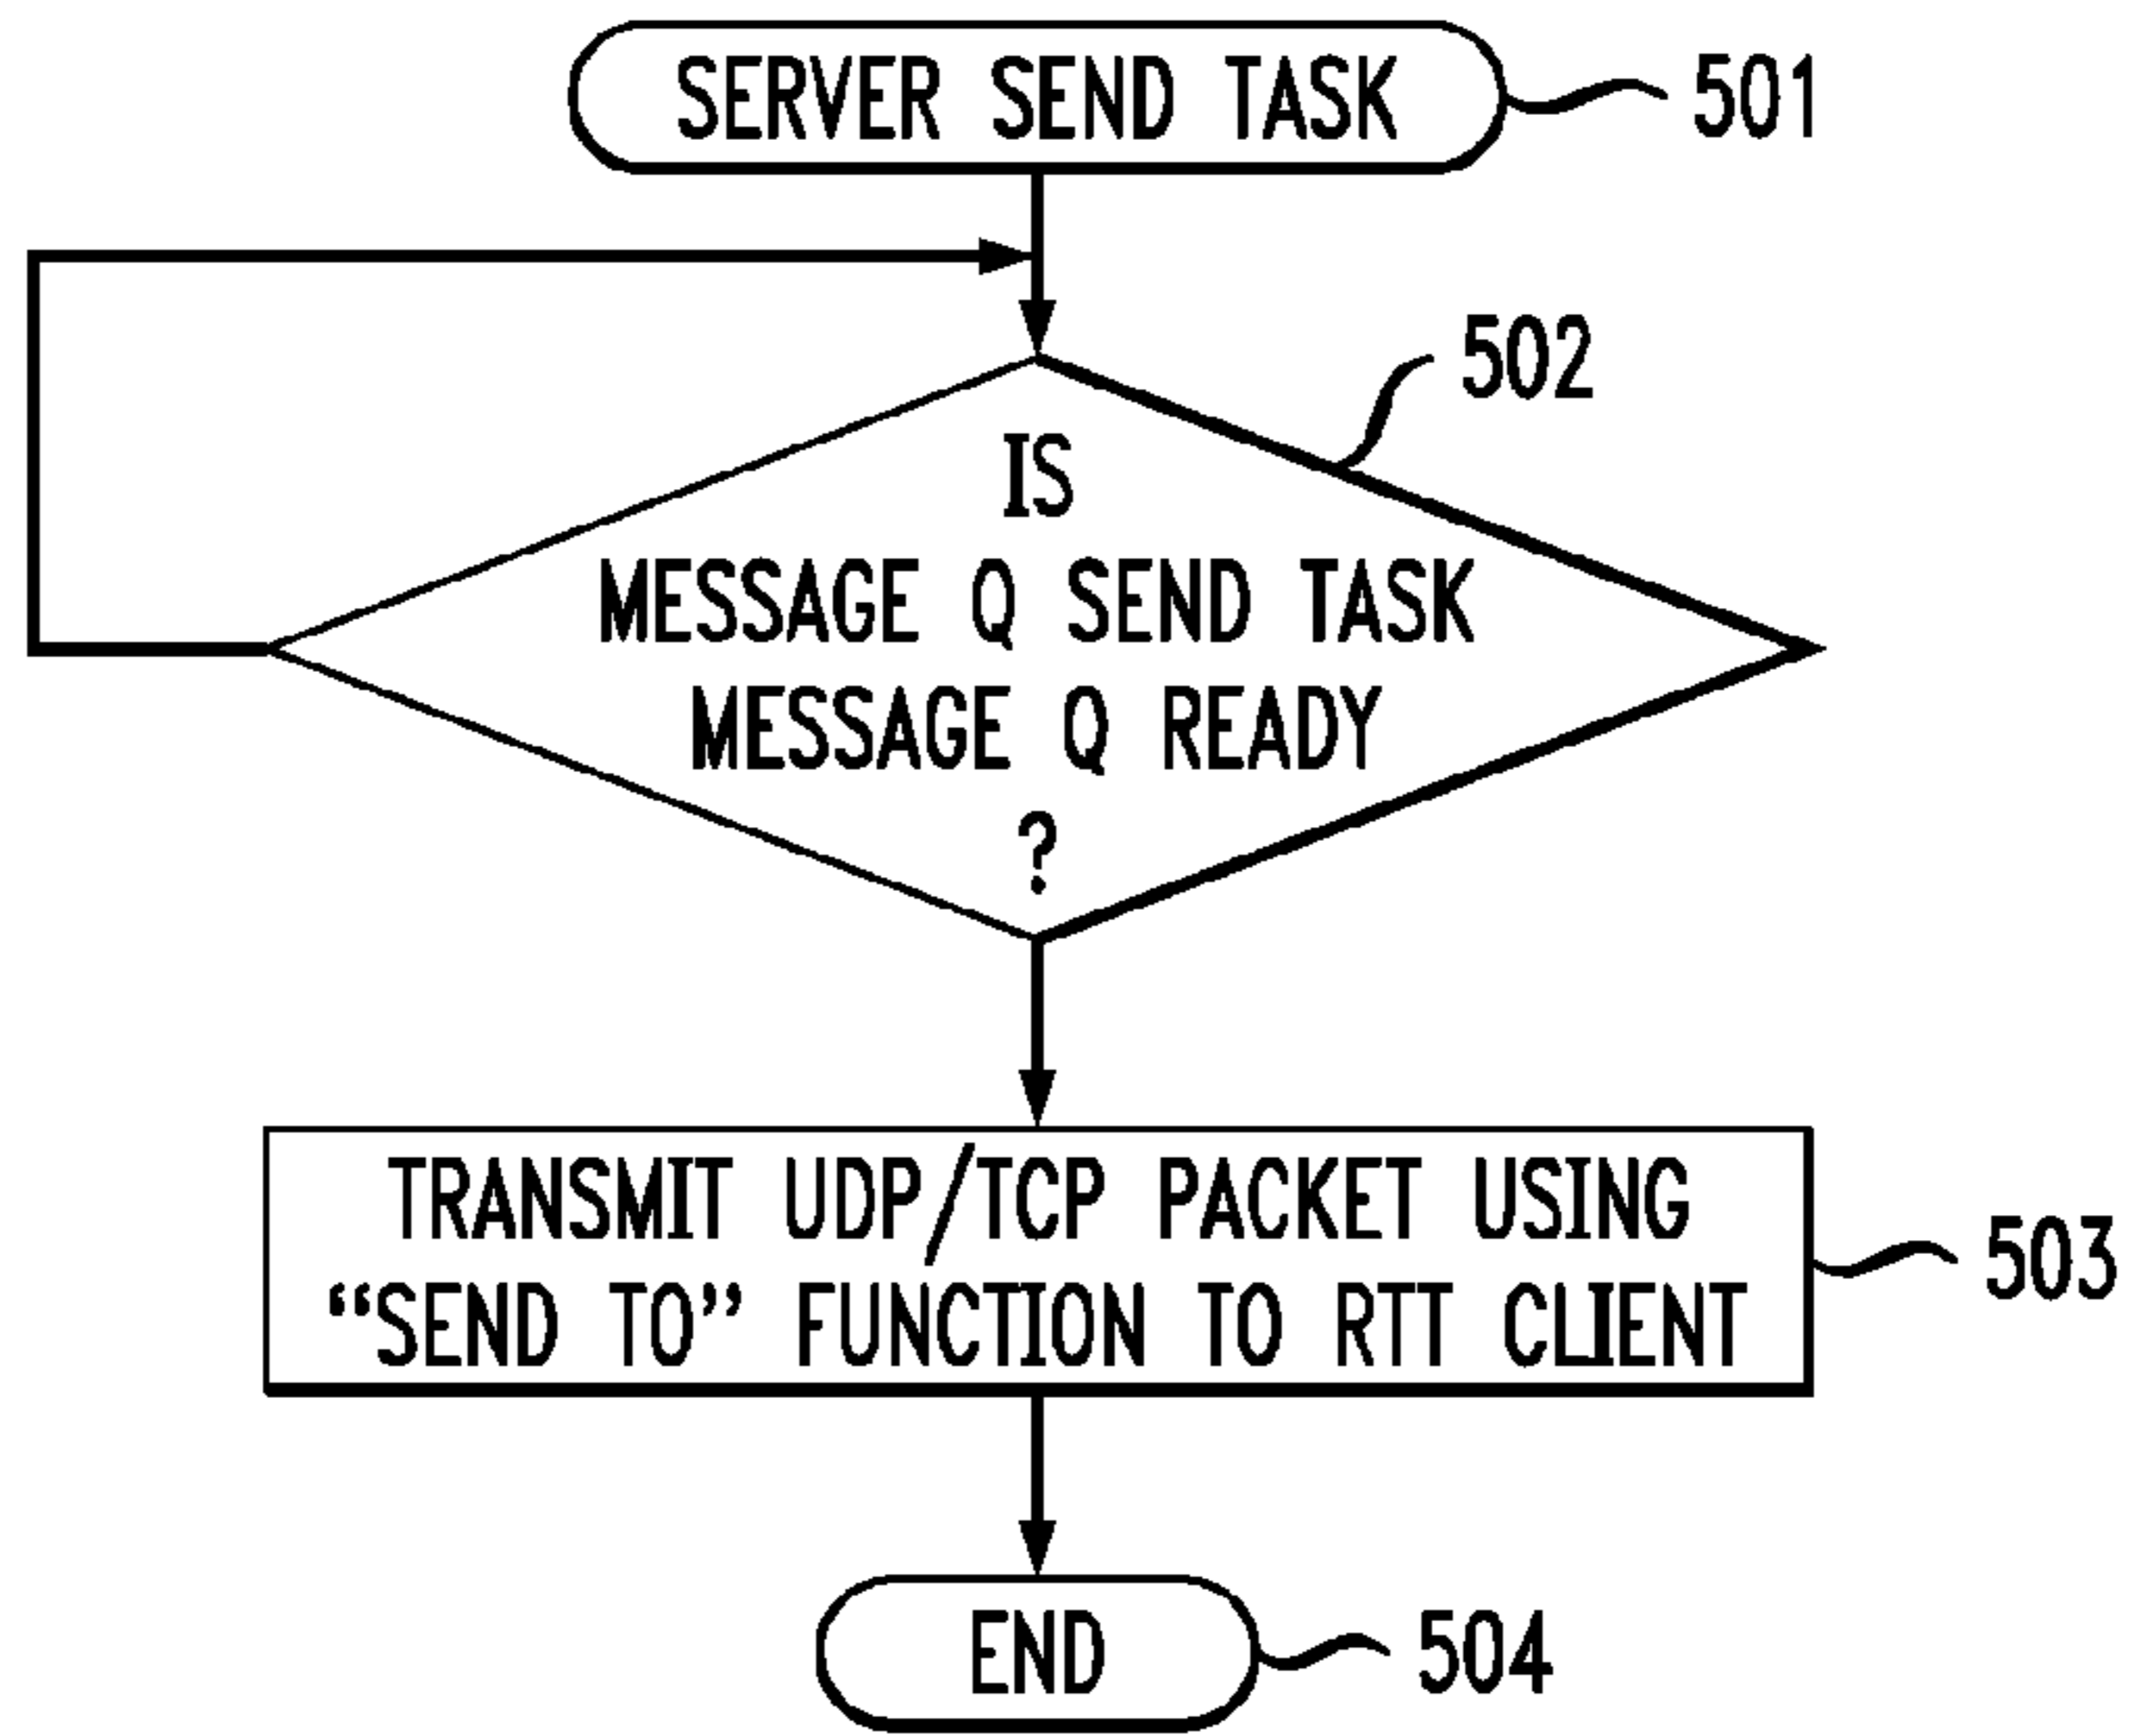 SERVER SEND TASK
501
502
IS
MESSAGE Q SEND TASK
MESSAGE Q READY
?
TRANSMIT UDP/TCP PACKET USING
“SEND TO” FUNCTION TO RTT CLIENT
503
END
504